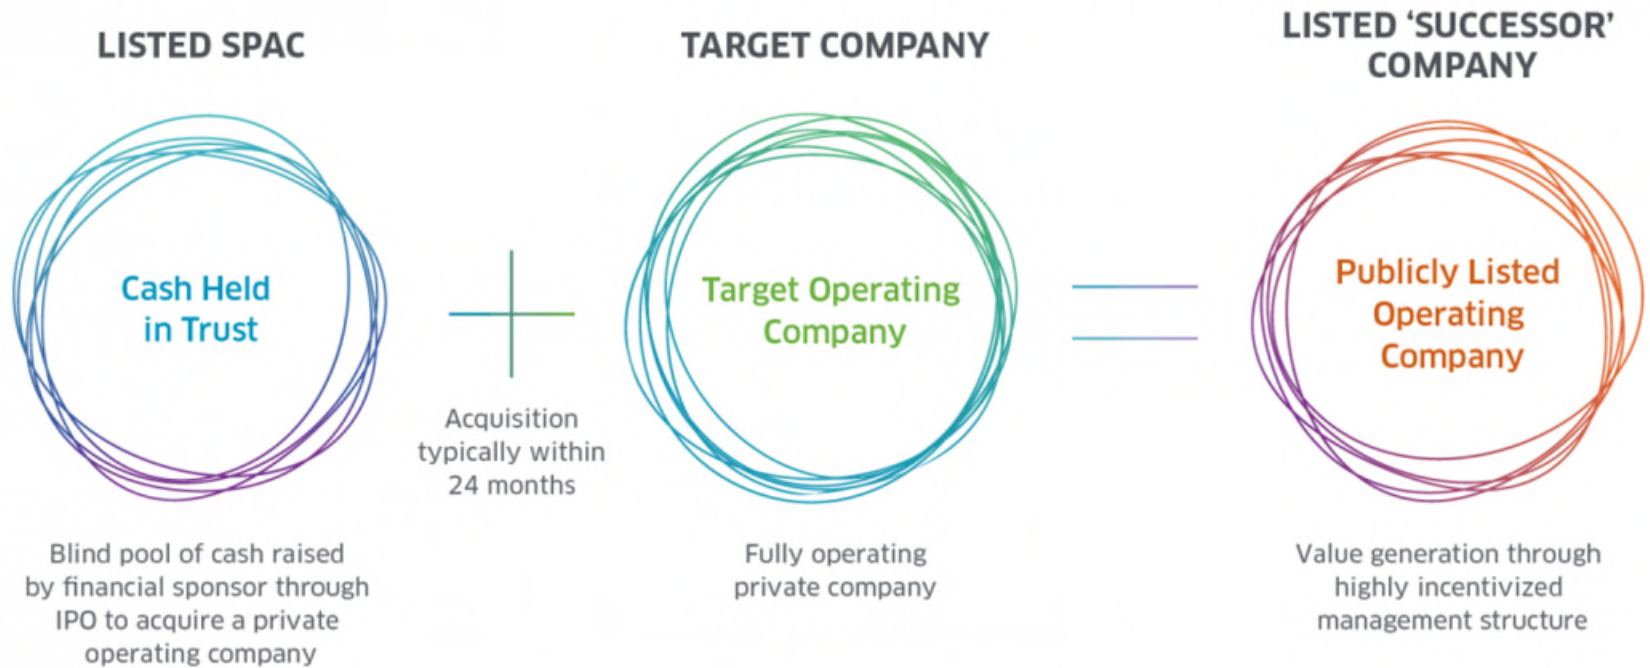 LISTED SPAC
Cash Held
in Trust
Blind pool of cash raised
by financial sponsor through
IPO to acquire a private
operating company
Acquisition
typically within
24 months
TARGET COMPANY
Target Operating
Company
Fully operating
private company
LISTED ‘SUCCESSOR’
COMPANY
Publicly Listed
Operating
Company
Value generation through
highly incentivized
management structure